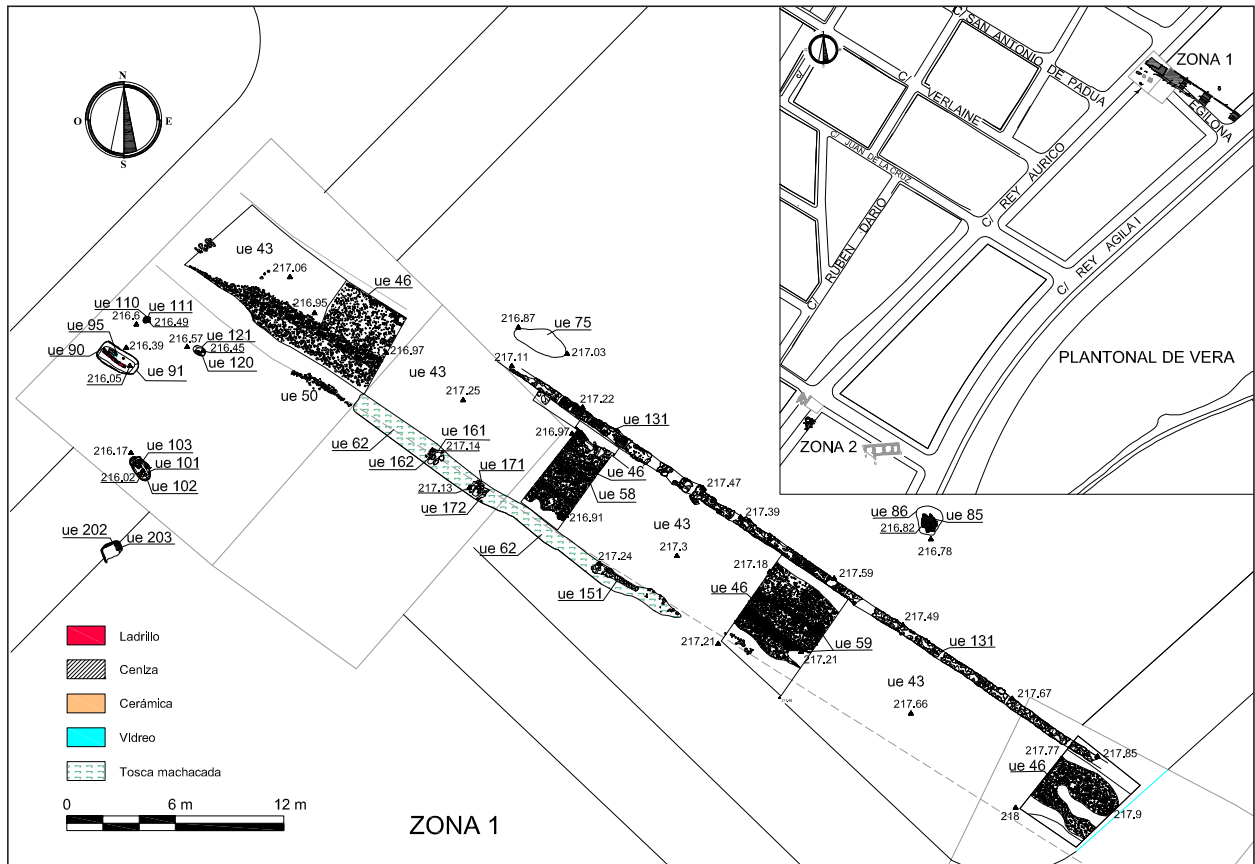 N
O
E
S
ue 43
217.06
ue 46
216.95
216.97
ue 110
ue 111
216.6
216.49
ue 95
216.57
ue 121
216.39
216.45
ue 90
ue 120
ue 91
216.05
ue 50
ue 43
217.25
216.87
ue 75
217.03
217.11
217.22
ue 131
ue 62
ue 161
217.14
216.97
ue 162
ue 46
216.17
ue 103
ue 101
216.02
ue 102
ue 171
217.13
ue 58
217.47
ue 172
216.91
217.39
ue 43
ue 86
ue 85
216.82
216.78
ue 202
ue 203
ue 62
217.24
217.3
217.18
217.59
ue 46
ue 151
217.49
ue 131
217.21
ue 59
217.21
ue 43
217.66
217.67
217.77
217.85
ue 46
218
217.9
Ladrillo
Ceniza
Cerámica
Vidreo
Tosca machacada
0
6 m
12 m
ZONA 1
C/ SAN ANTONIO DE PADUA
ZONA 1
C/ VERLAINE
EGILONA
C/ JUAN DE LA CRUZ
C/ REY AURICO
C/ RUBEN DARIO
C/ REY AGILA I
PLANTONAL DE VERA
ZONA 2